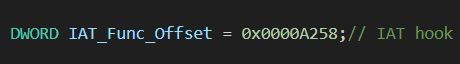 DWORD IAT_Func_Offset = 0x0000A258;// IAT hook